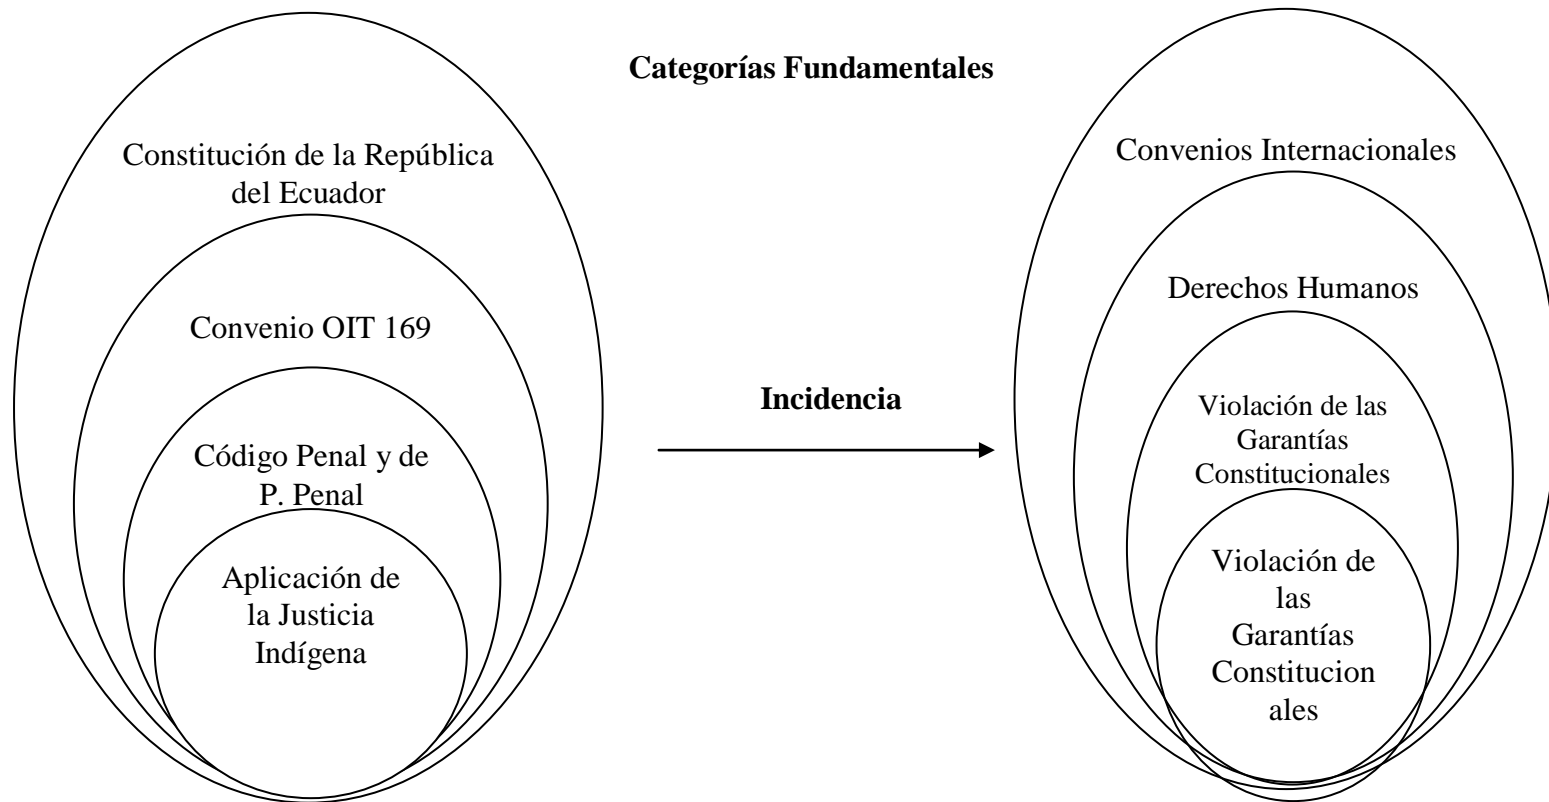 Categorías Fundamentales
Constitución de la República
del Ecuador
Convenio OIT 169
Código Penal y de
P. Penal
Aplicación de
la Justicia
Indígena
Incidencia
Convenios Internacionales
Derechos Humanos
Violación de las
Garantías
Constitucionales
Violación de
las
Garantías
Constitucion
ales